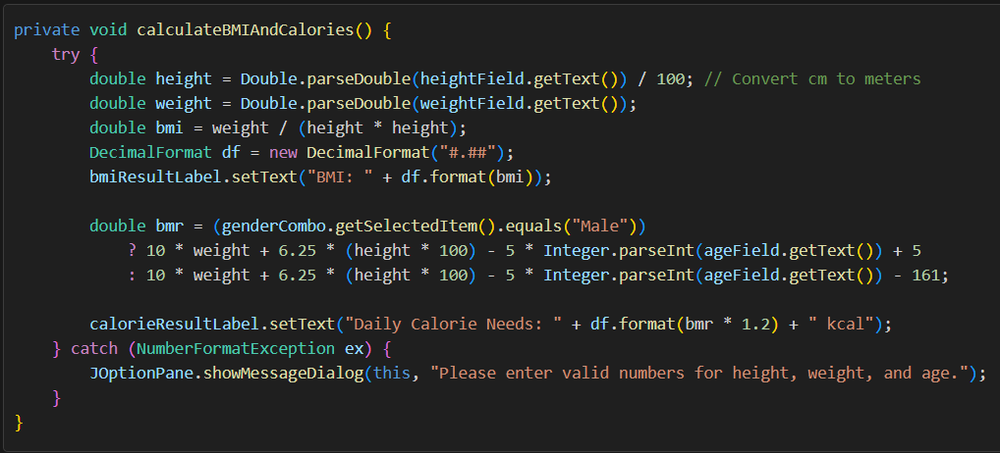 private void calculateBMIAndCalories() {
    try {
        double height = Double.parseDouble(heightField.getText()) / 100; // Convert cm to meters
        double weight = Double.parseDouble(weightField.getText());
        double bmi = weight / (height * height);
        DecimalFormat df = new DecimalFormat("#.##");
        bmiResultLabel.setText("BMI: " + df.format(bmi));

        double bmr = (genderCombo.getSelectedItem().equals("Male"))
            ? 10 * weight + 6.25 * (height * 100) - 5 * Integer.parseInt(ageField.getText()) + 5
            : 10 * weight + 6.25 * (height * 100) - 5 * Integer.parseInt(ageField.getText()) - 161;

        calorieResultLabel.setText("Daily Calorie Needs: " + df.format(bmr * 1.2) + " kcal");
    } catch (NumberFormatException ex) {
        JOptionPane.showMessageDialog(this, "Please enter valid numbers for height, weight, and age.");
    }
}